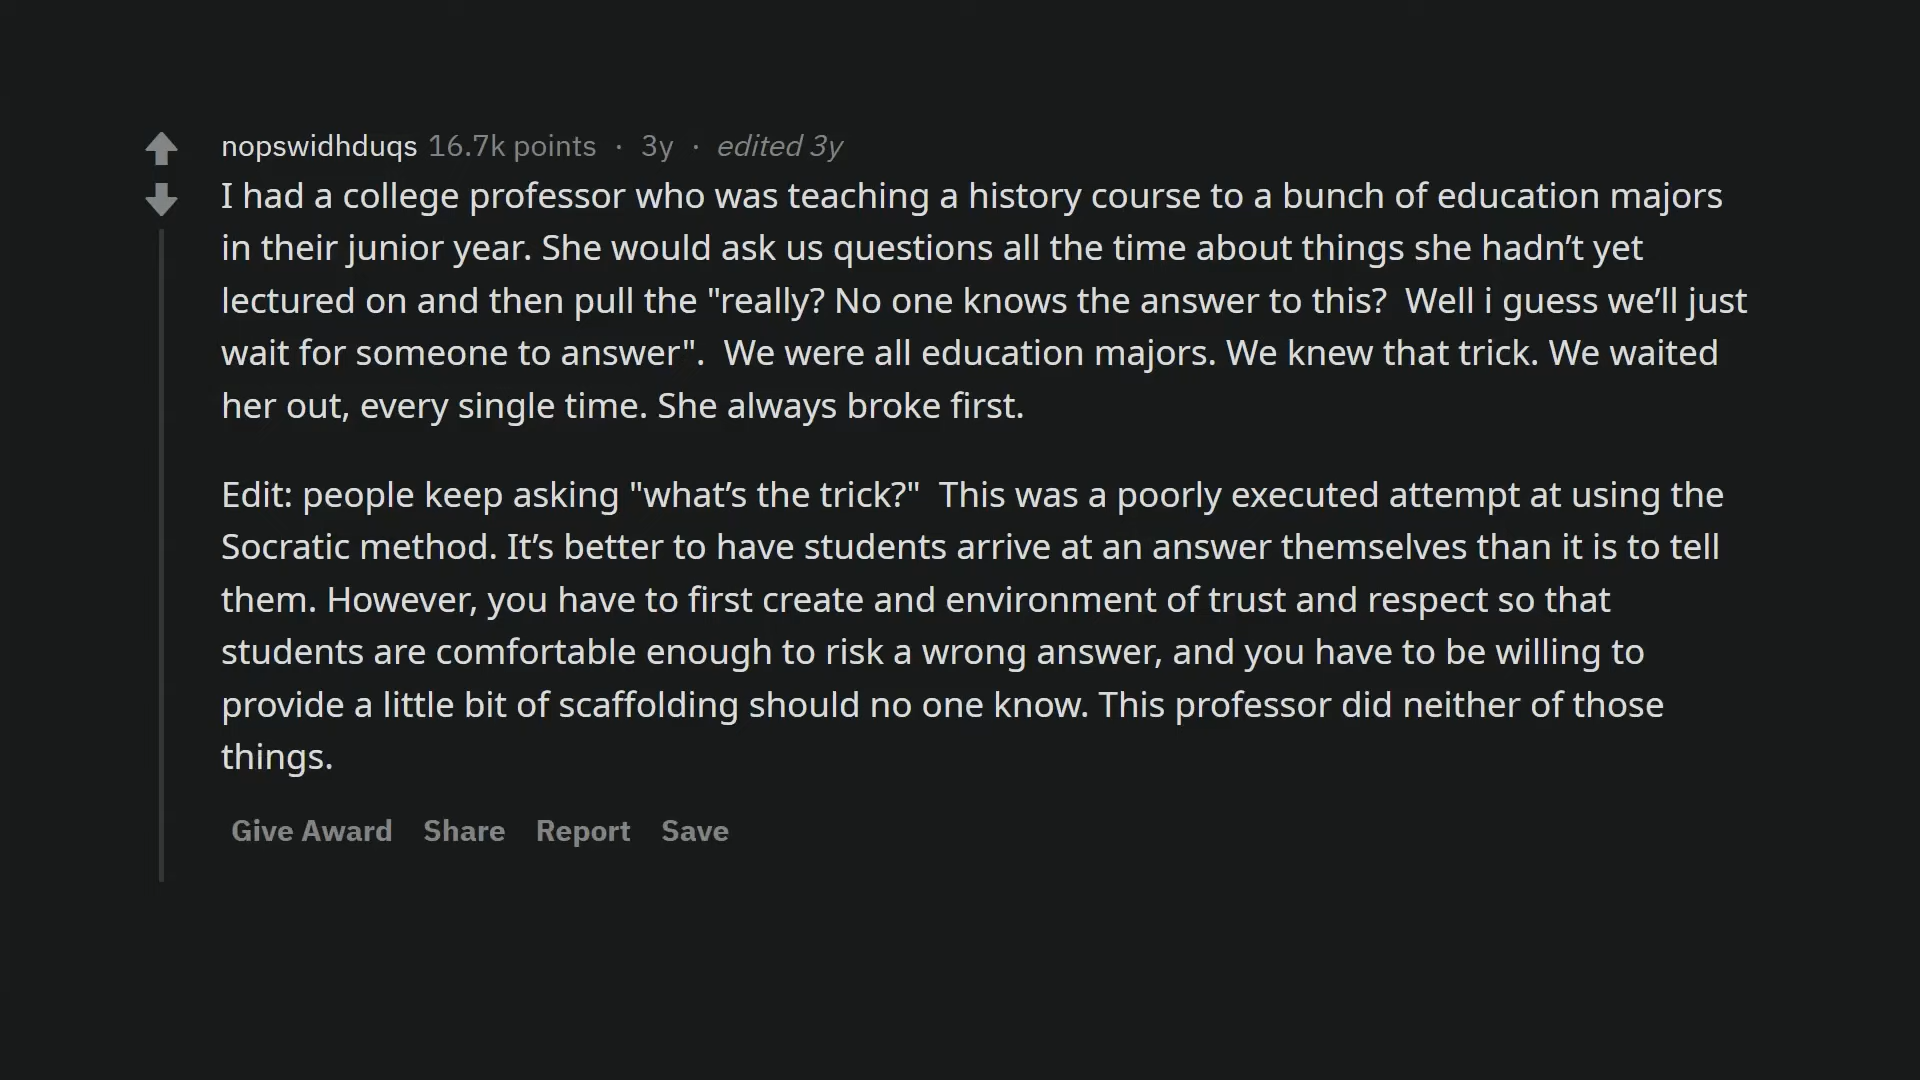 nopswidhduqs 16.7k points · 3y · edited 3y
I had a college professor who was teaching a history course to a bunch of education majors
in their junior year. She would ask us questions all the time about things she hadn’t yet
lectured on and then pull the "really? No one knows the answer to this?  Well i guess we’ll just
wait for someone to answer".  We were all education majors. We knew that trick. We waited
her out, every single time. She always broke first.
Edit: people keep asking "what’s the trick?"  This was a poorly executed attempt at using the
Socratic method. It’s better to have students arrive at an answer themselves than it is to tell
them. However, you have to first create and environment of trust and respect so that
students are comfortable enough to risk a wrong answer, and you have to be willing to
provide a little bit of scaffolding should no one know. This professor did neither of those
things.
Give Award Share Report Save